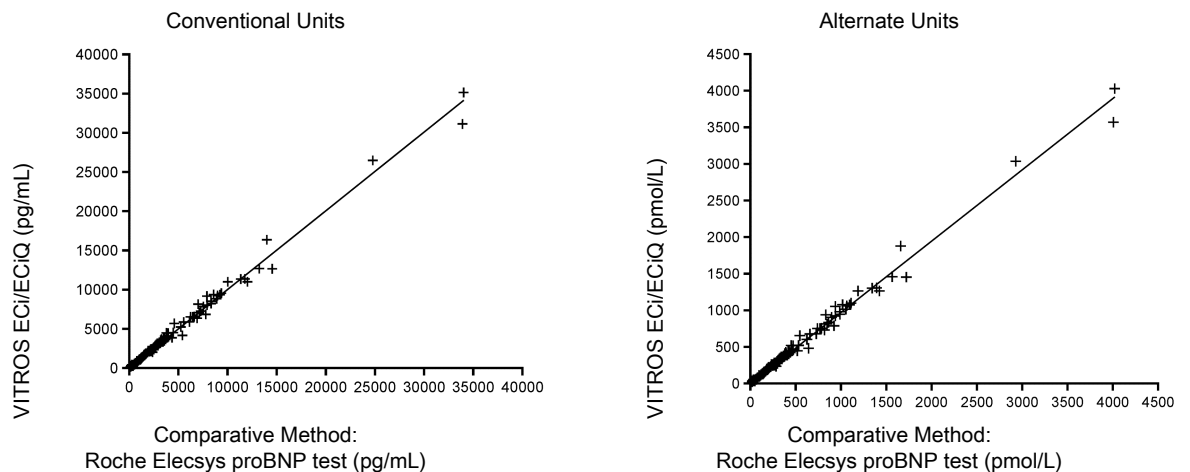 Conventional Units
40000
35000
30000
25000
20000
15000
10000
5000
0
0 5000 10000 15000 20000 25000 30000 35000 40000
VITROS ECi/ECiQ (pg/mL)
Comparative Method:
Roche Elecsys proBNP test (pg/mL)
Alternate Units
4500
4000
3500
3000
2500
2000
1500
1000
500
0
0 500 1000 1500 2000 2500 3000 3500 4000 4500
VITROS ECi/ECiQ (pmol/L)
Comparative Method:
Roche Elecsys proBNP test (pmol/L)